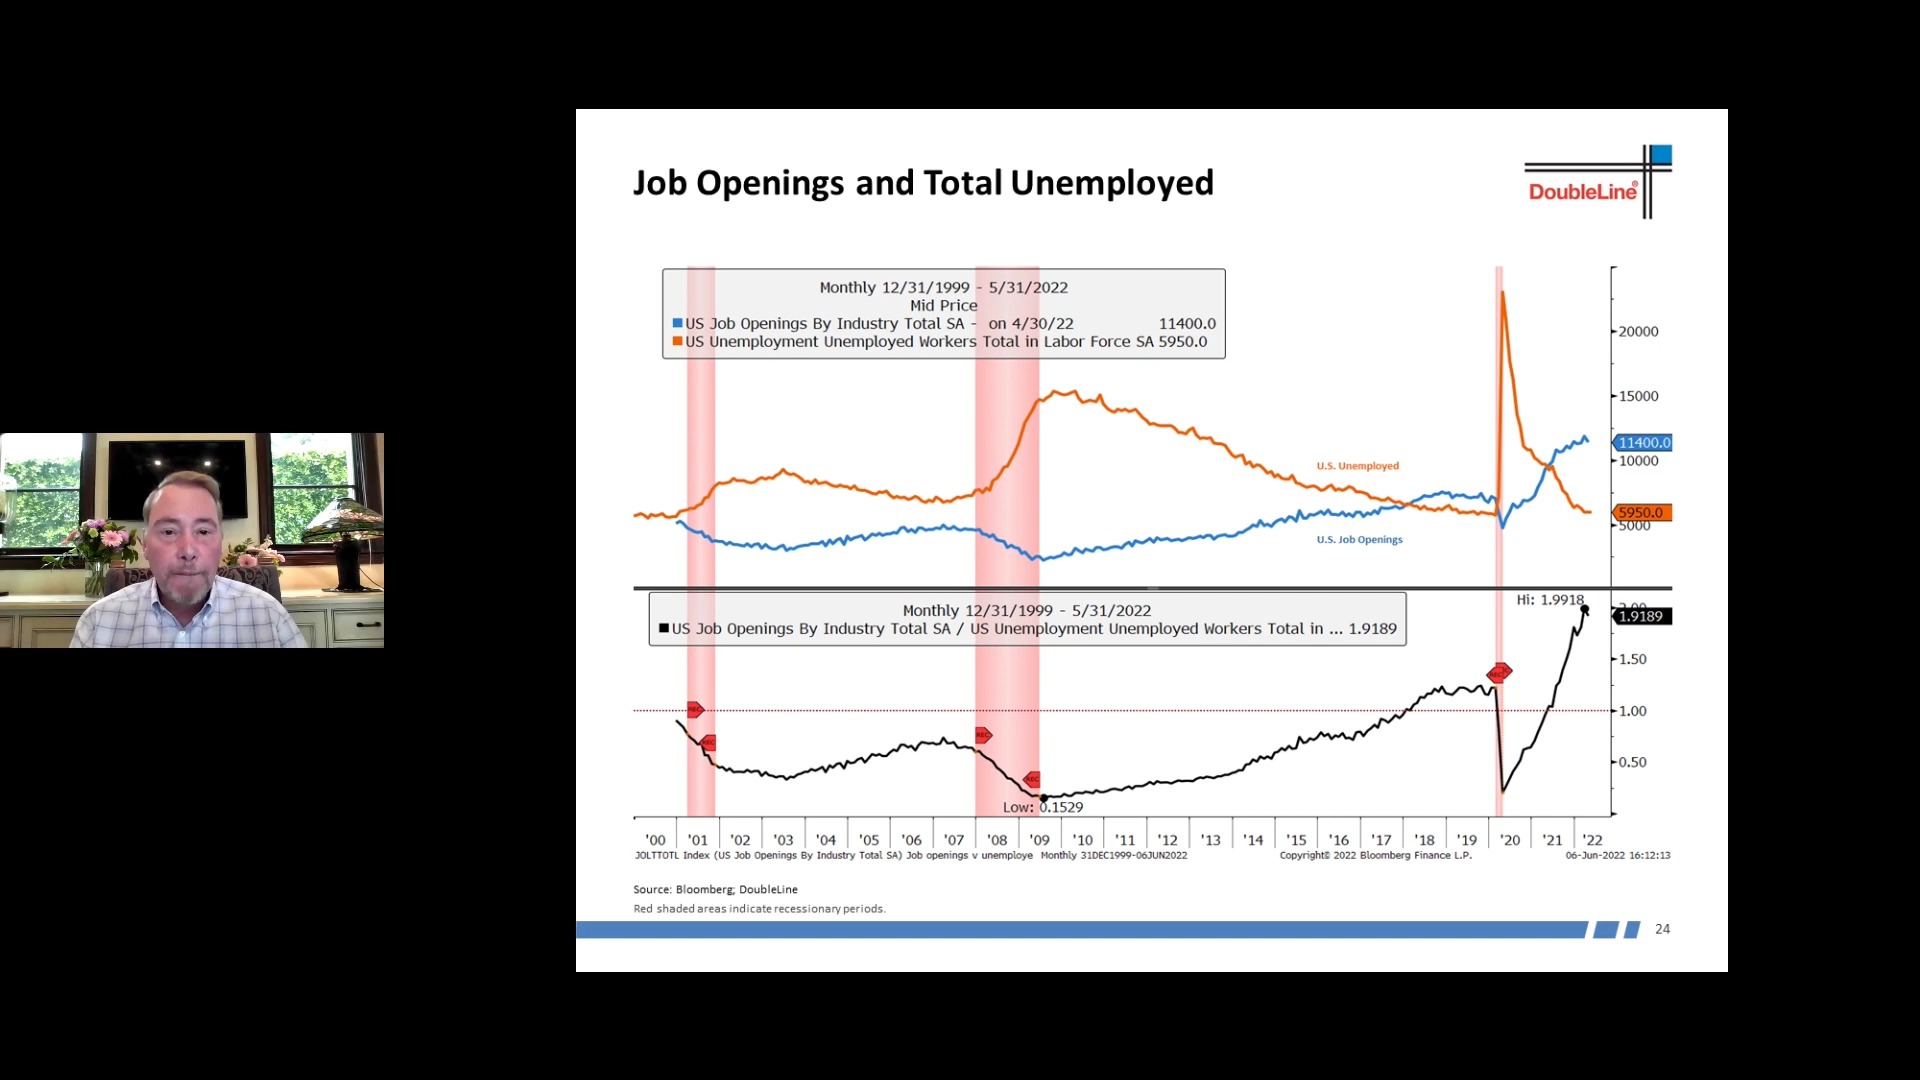 Job Openings and Total Unemployed
DoubleLine®
Monthly 12/31/1999 - 5/31/2022
Mid Price
US Job Openings By Industry Total SA - on 4/30/22 11400.0
US Unemployment Unemployed Workers Total in Labor Force SA 5950.0
20000
15000
11400.0
10000
5950.0
5000
U.S. Unemployed
U.S. Job Openings
Monthly 12/31/1999 - 5/31/2022
US Job Openings By Industry Total SA / US Unemployment Unemployed Workers Total in ... 1.9189
Hi: 1.9918
2.00
1.9189
1.50
1.00
0.50
REC
REC
REC
REC
REC
Low: 0.1529
'00 '01 '02 '03 '04 '05 '06 '07 '08 '09 '10 '11 '12 '13 '14 '15 '16 '17 '18 '19 '20 '21 '22
JOLTTOTL Index (US Job Openings By Industry Total SA) Job openings v unemploye Monthly 31DEC1999-06JUN2022 Copyright© 2022 Bloomberg Finance L.P. 06-Jun-2022 16:12:13
Source: Bloomberg; DoubleLine
Red shaded areas indicate recessionary periods.
24